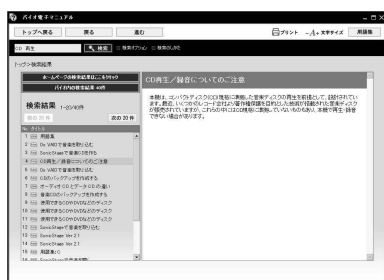 バイオ電子マニュアル
トップへ戻る 戻る 進む プリント -A+ 文字サイズ 用語集
CD 再生 検索 検索オプション 検索のしかた
トップ>検索結果
ホームページの検索結果はここをクリック
バイオ内の検索結果 40件
検索結果 1-20/40件
前の20件 次の20件
No. タイトル
1 用語集
2 Do VAIOで音楽を取り込む
3 SonicStageで音楽CDを作る
4 CD再生/録音についてのご注意
5 Do VAIOで音楽を取り込む
6 CDのバックアップを作成する
7 オーディオCDとデータCDの違い
8 音楽CDのバックアップを作成する
9 使用できるCDやDVDなどのディスク
10 使用できるCDやDVDなどのディスク
11 使用できるCDやDVDなどのディスク
12 SonicStageで音楽を取り込む
13 SonicStage Ver 2.1
14 SonicStage Ver 2.1
15 用語集:C
CD再生/録音についてのご注意
本機は、コンパクトディスク(CD)規格に準拠した音楽ディスクの再生を前提として、設計されてい
ます。最近、いくつかのレコード会社より著作権保護を目的とした技術が搭載された音楽ディスク
が販売されていますが、これらの中にはCD規格に準拠していないものもあり、本機で再生・録音
できない場合があります。